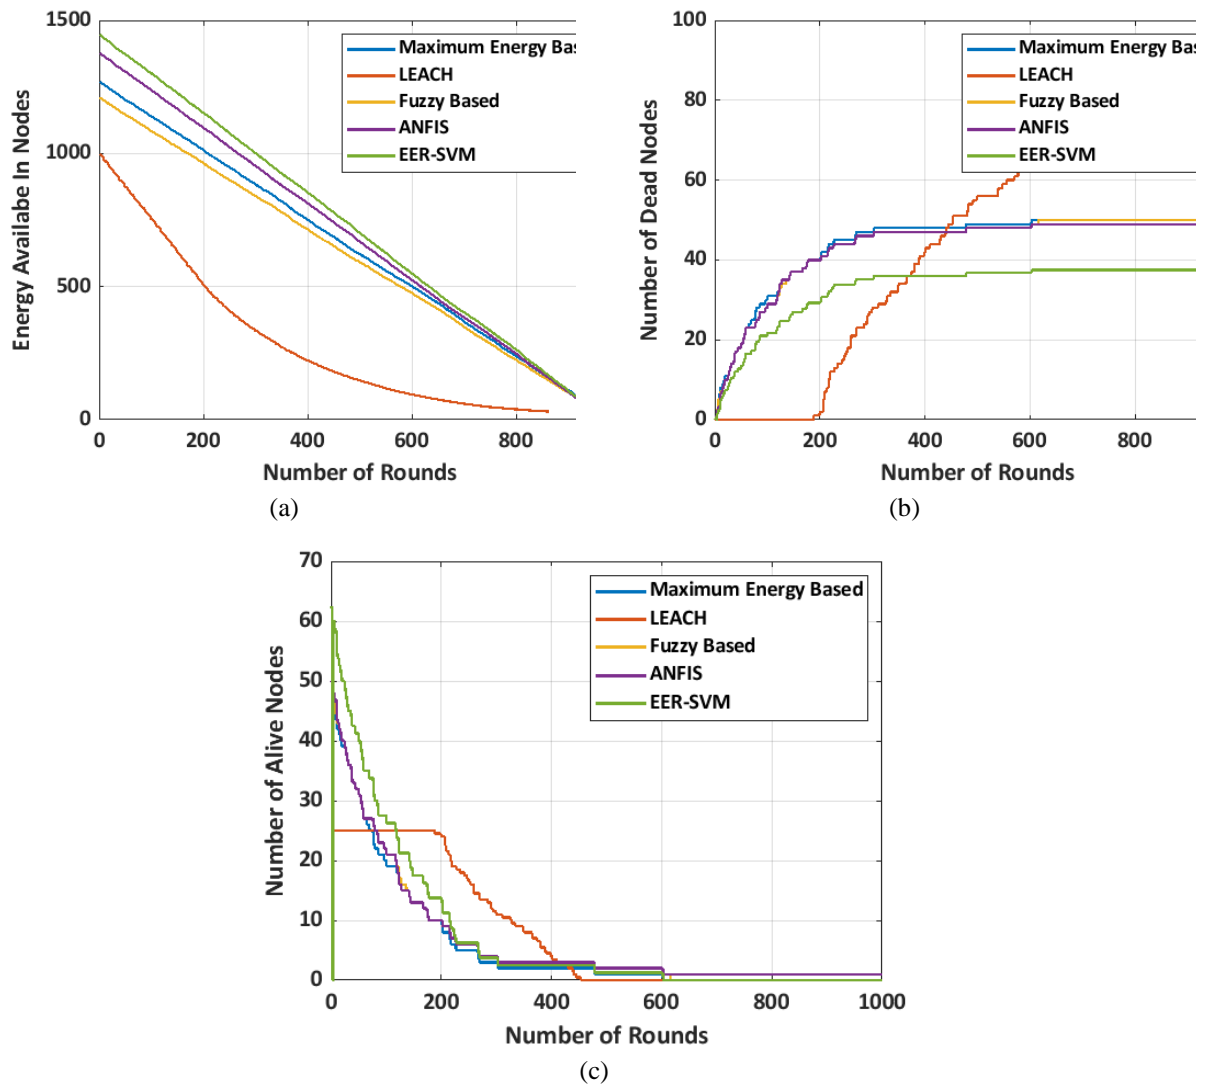 1500
1000
500
0
0
200
400
600
800
Energy Availabe In Nodes
Number of Rounds
Maximum Energy Bas
LEACH
Fuzzy Based
ANFIS
EER-SVM
(a)
100
80
60
40
20
0
0
200
400
600
800
Number of Dead Nodes
Number of Rounds
Maximum Energy Bas
LEACH
Fuzzy Based
ANFIS
EER-SVM
(b)
70
60
50
40
30
20
10
0
0
200
400
600
800
1000
Number of Alive Nodes
Number of Rounds
Maximum Energy Based
LEACH
Fuzzy Based
ANFIS
EER-SVM
(c)